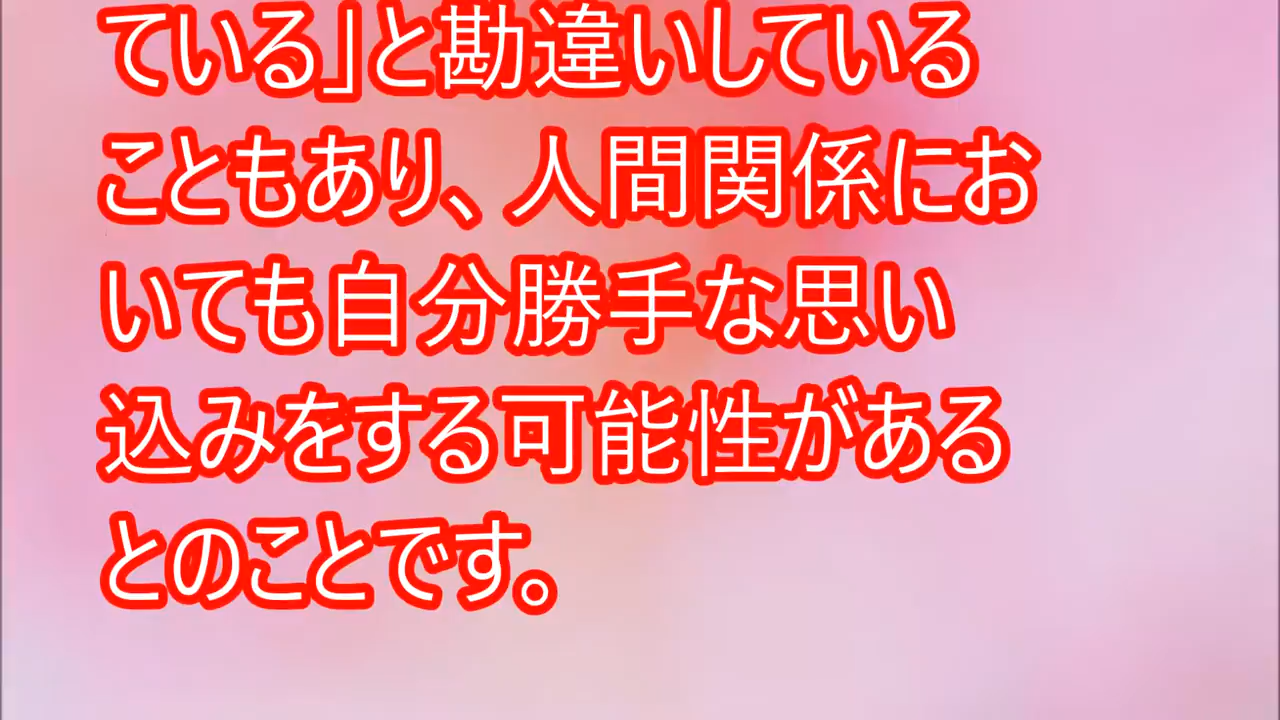 ている」と勘違いしている
こともあり、人間関係にお
いても自分勝手な思い
込みをする可能性がある
とのことです。